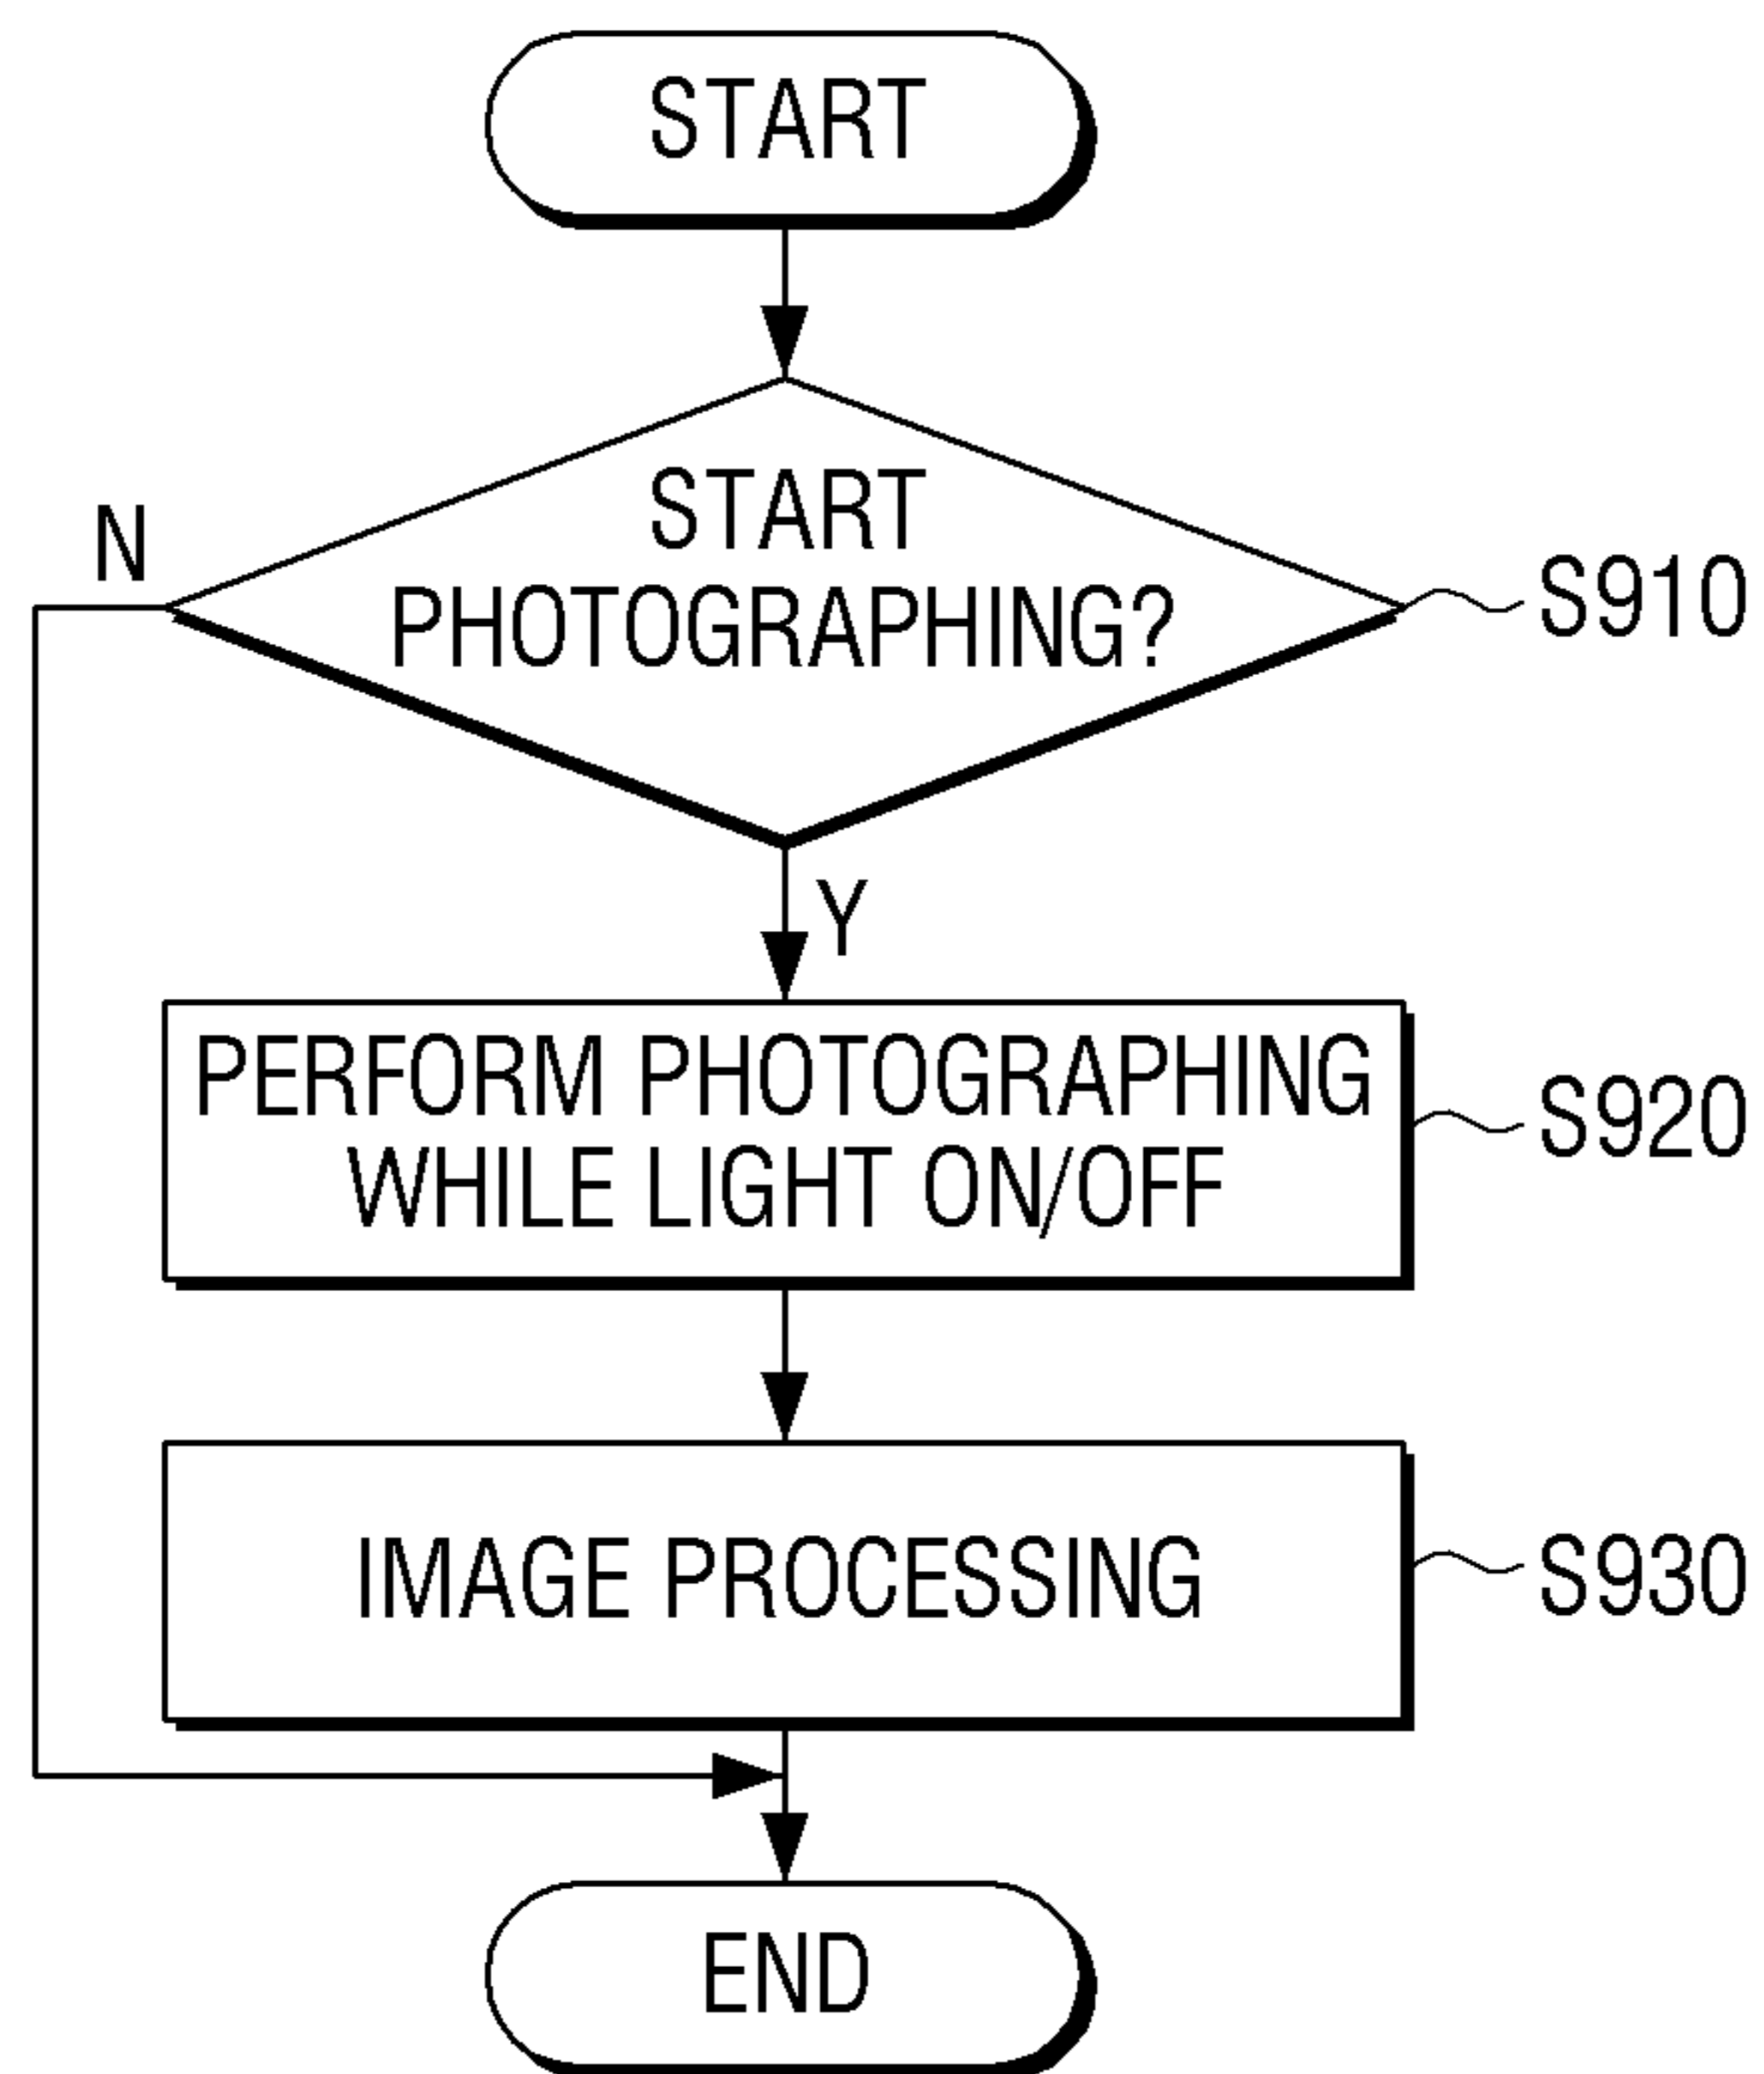 START
START
PHOTOGRAPHING?
N
S910
Y
PERFORM PHOTOGRAPHING
WHILE LIGHT ON/OFF
S920
IMAGE PROCESSING
S930
END